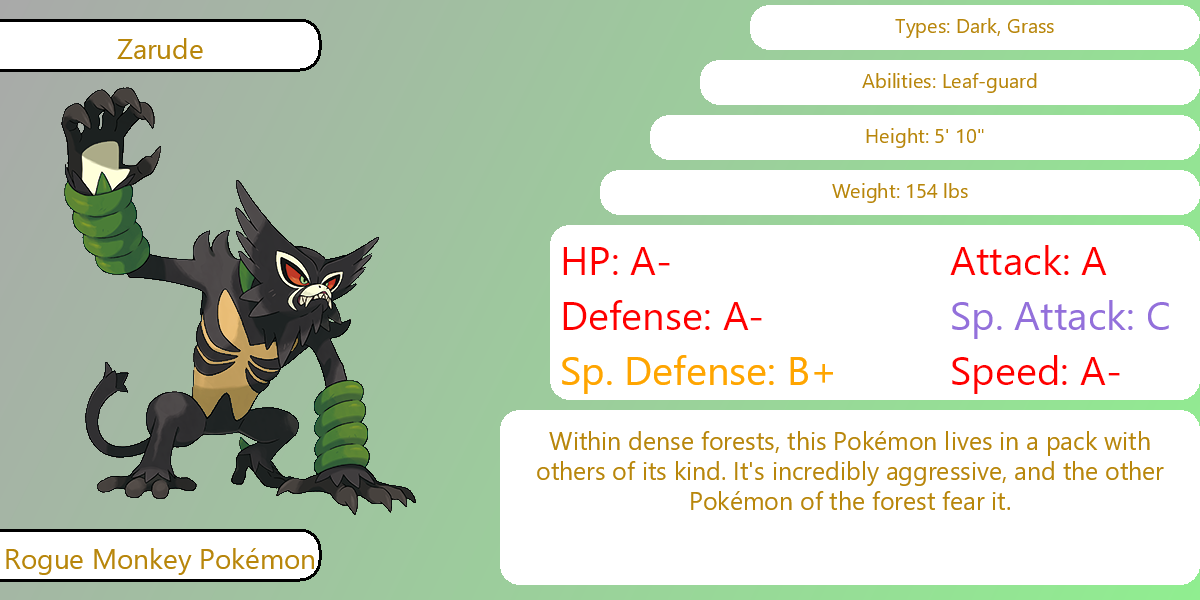 Zarude
Types: Dark, Grass
Abilities: Leaf-guard
Height: 5' 10"
Weight: 154 lbs
HP: A-
Attack: A
Defense: A-
Sp. Attack: C
Sp. Defense: B+
Speed: A-
Within dense forests, this Pokémon lives in a pack with
others of its kind. It's incredibly aggressive, and the other
Pokémon of the forest fear it.
Rogue Monkey Pokémon